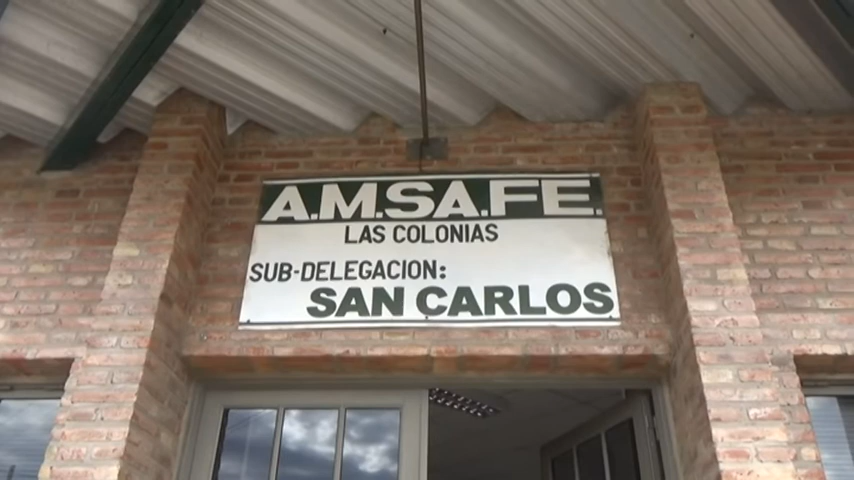 A.M.SA.FE.
LAS COLONIAS
SUB-DELEGACION:
SAN CARLOS